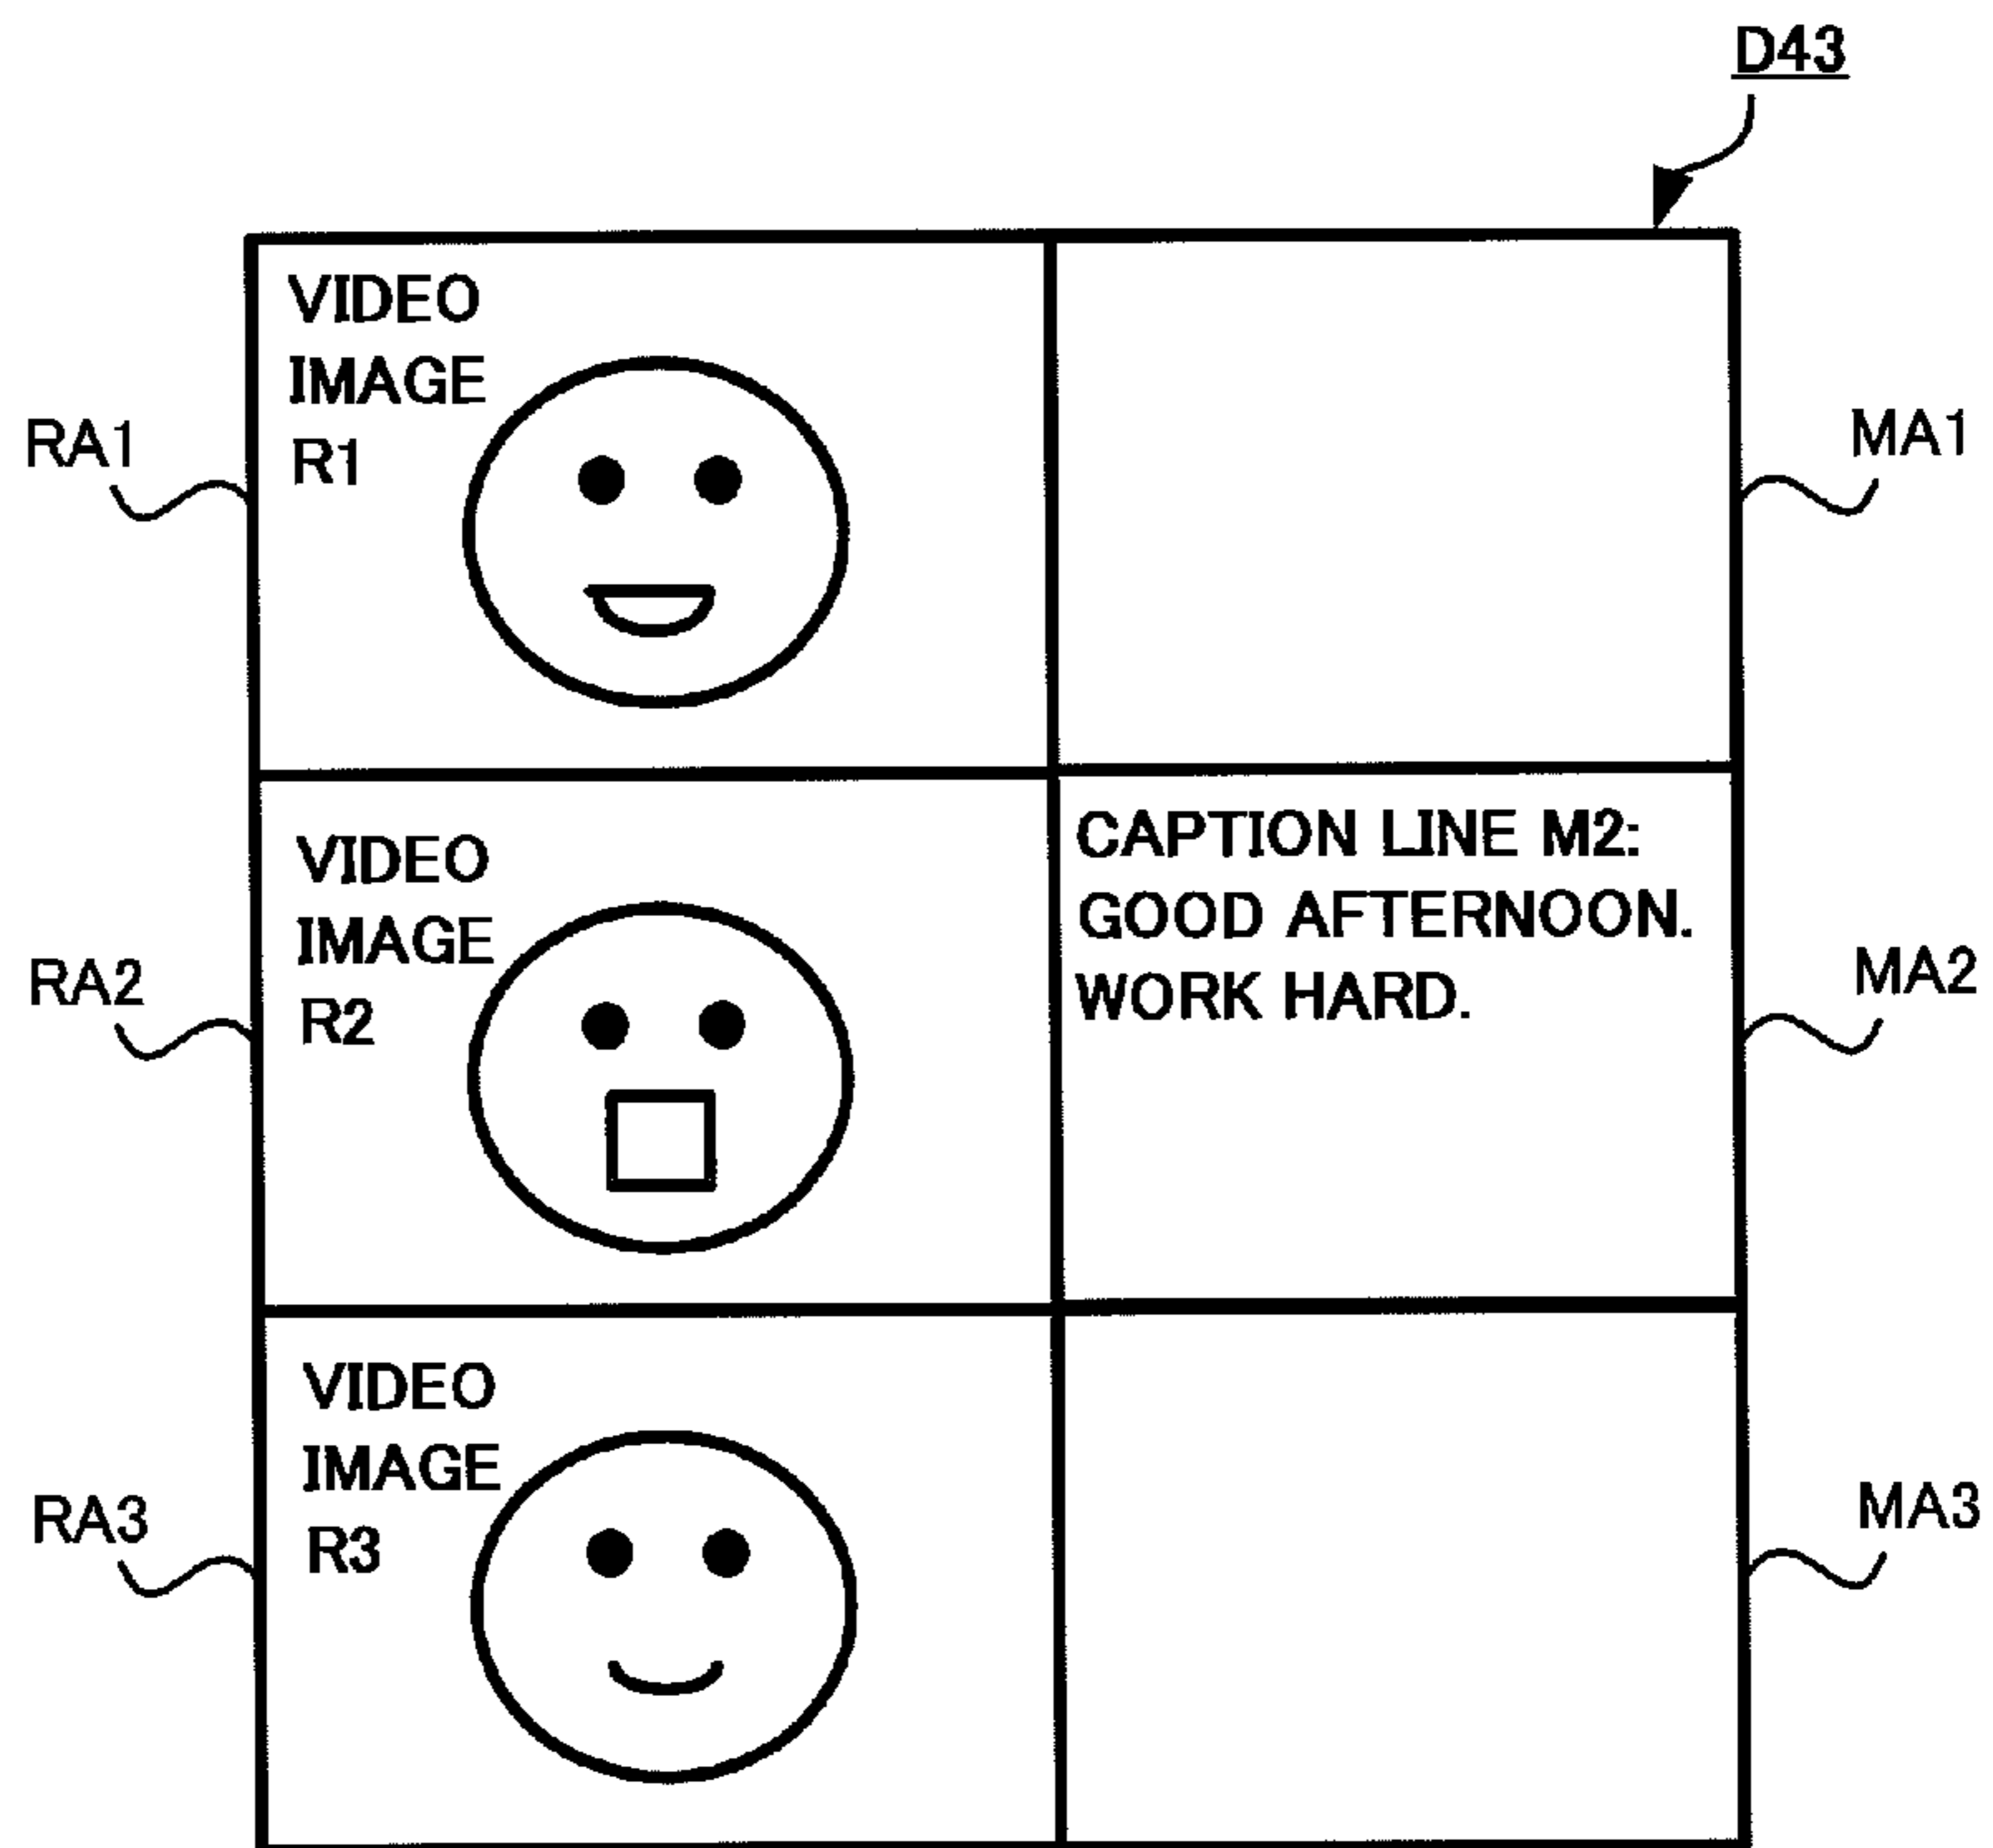 D43
VIDEO
IMAGE
R1
RA1
MA1
VIDEO
IMAGE
R2
CAPTION LINE M2:
GOOD AFTERNOON.
WORK HARD.
RA2
MA2
VIDEO
IMAGE
R3
RA3
MA3